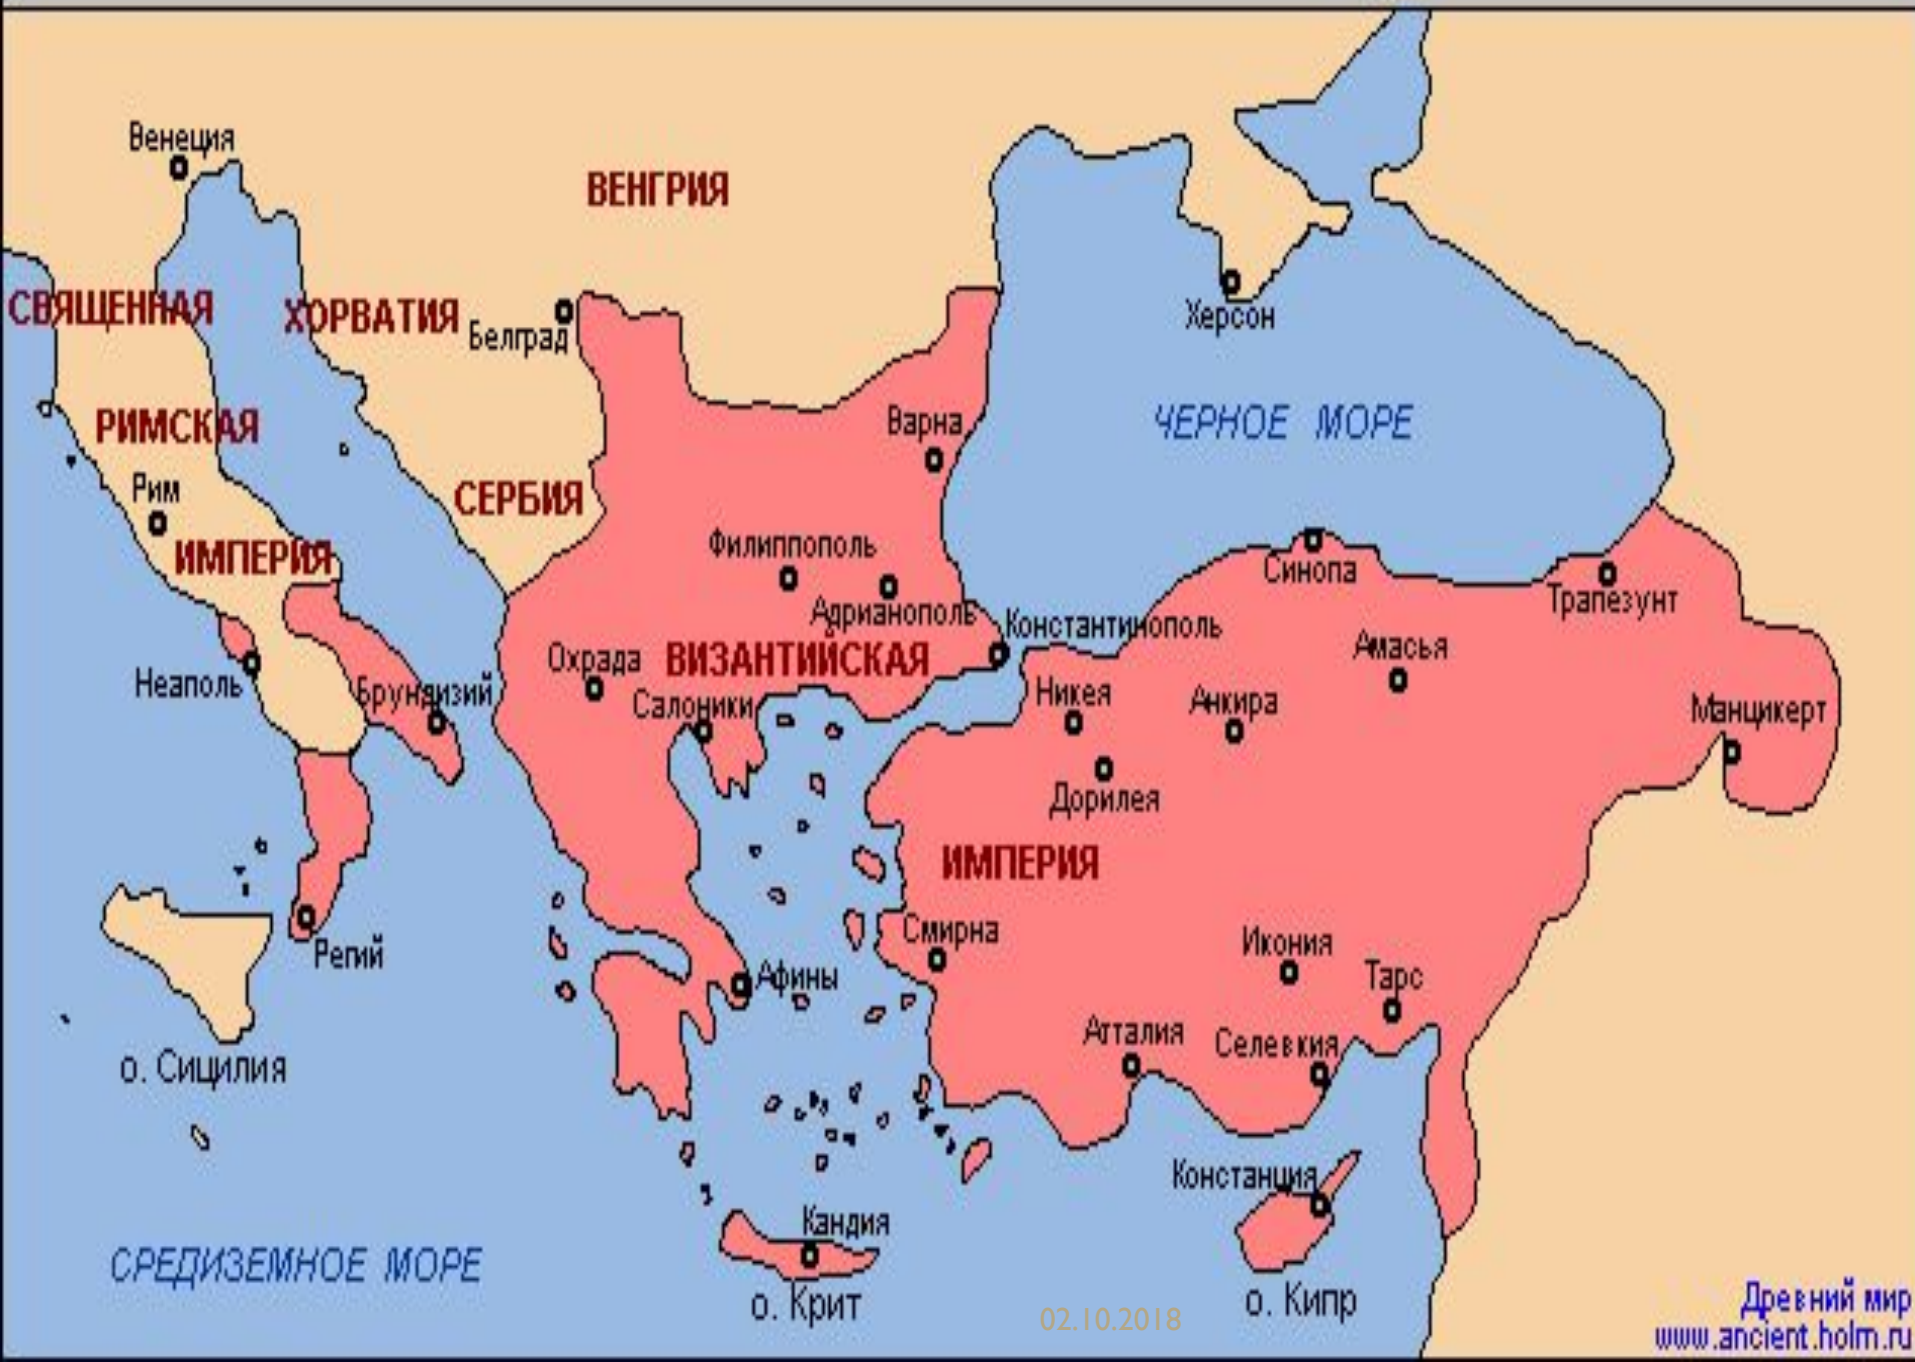 Венеция
ВЕНГРИЯ
СВЯЩЕННАЯ
ХОРВАТИЯ
Белград
Херсон
РИМСКАЯ
Варна
ЧЕРНОЕ МОРЕ
Рим
СЕРБИЯ
ИМПЕРИЯ
Филиппополь
Синопа
Адрианополь
Трапезунт
Константинополь
Охрада
ВИЗАНТИЙСКАЯ
Амасья
Неаполь
Брундизий
Салоники
Никея
Анкира
Манцикерт
Дорилея
ИМПЕРИЯ
Регий
Смирна
Икония
Афины
Тарс
Атталия
Селевкия
о. Сицилия
Констанция
Кандия
СРЕДИЗЕМНОЕ МОРЕ
о. Крит
о. Кипр
02.10.2018
Древний мир
www.ancient.holm.ru